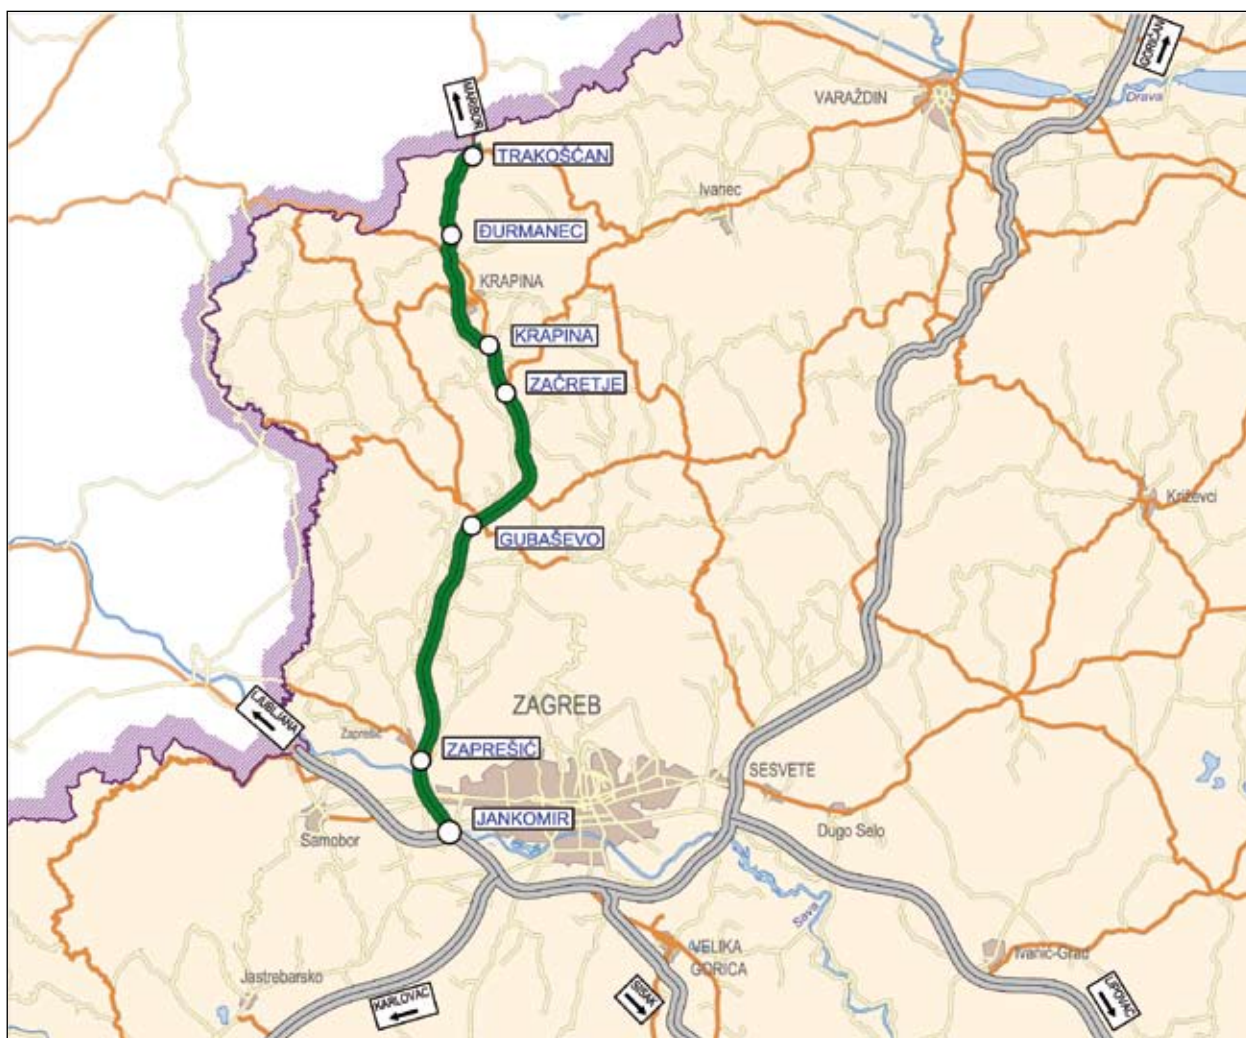 GORIČAN
MARIBOR
VARAŽDIN
Drava
TRAKOŠĆAN
Ivanec
ĐURMANEC
KRAPINA
KRAPINA
ZAČRETJE
Križevci
GUBAŠEVO
ZAGREB
LJUBLJANA
Zaprešić
ZAPREŠIĆ
SESVETE
JANKOMIR
Dugo Selo
Samobor
Sava
VELIKA
GORICA
Ivanić-Grad
Jastrebarsko
KARLOVAC
SISAK
LIPOVAC